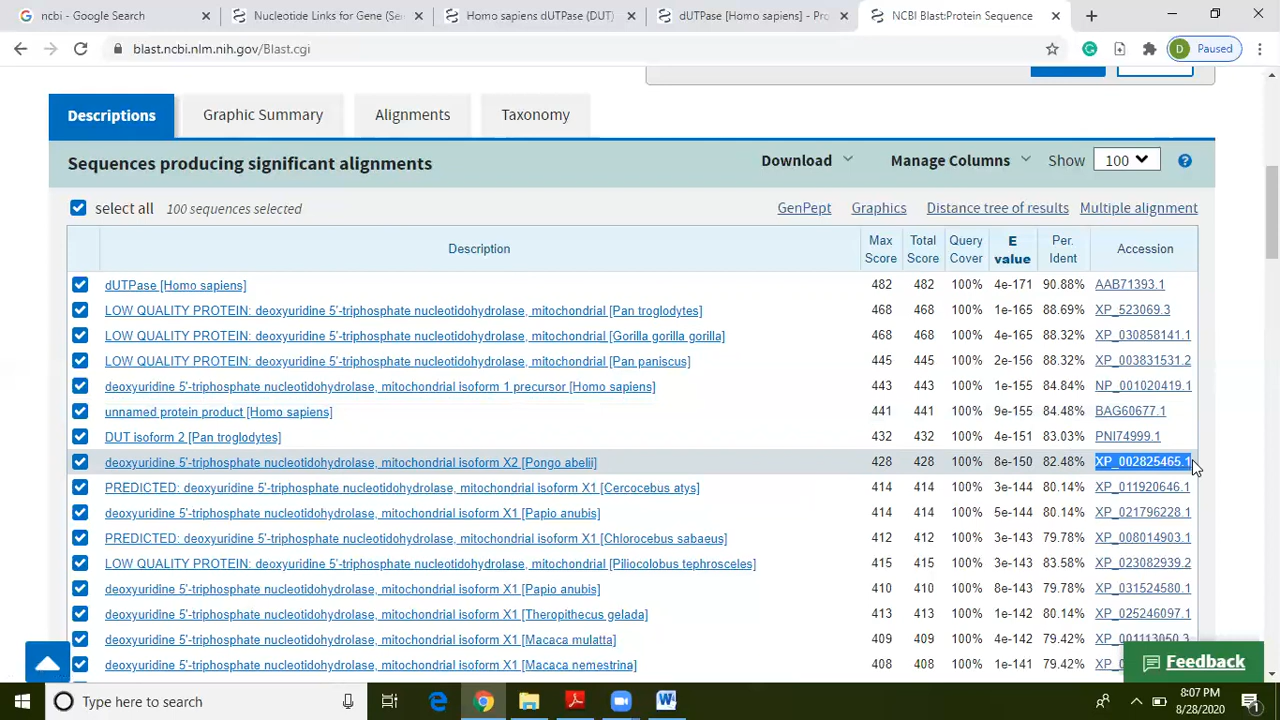 ncbi - Google Search
Nucleotide Links for Gene (Se
Homo sapiens dUTPase (DUT)
dUTPase [Homo sapiens] - Pro
NCBI Blast:Protein Sequence
blast.ncbi.nlm.nih.gov/Blast.cgi
D Paused
Descriptions Graphic Summary Alignments Taxonomy
Sequences producing significant alignments Download Manage Columns Show 100 ?
select all 100 sequences selected GenPept Graphics Distance tree of results Multiple alignment
Description Max Score Total Score Query Cover E value Per. Ident Accession
dUTPase [Homo sapiens] 482 482 100% 4e-171 90.88% AAB71393.1
LOW QUALITY PROTEIN: deoxyuridine 5'-triphosphate nucleotidohydrolase, mitochondrial [Pan troglodytes] 468 468 100% 1e-165 88.69% XP_523069.3
LOW QUALITY PROTEIN: deoxyuridine 5'-triphosphate nucleotidohydrolase, mitochondrial [Gorilla gorilla gorilla] 468 468 100% 4e-165 88.32% XP_030858141.1
LOW QUALITY PROTEIN: deoxyuridine 5'-triphosphate nucleotidohydrolase, mitochondrial [Pan paniscus] 445 445 100% 2e-156 88.32% XP_003831531.2
deoxyuridine 5'-triphosphate nucleotidohydrolase, mitochondrial isoform 1 precursor [Homo sapiens] 443 443 100% 1e-155 84.84% NP_001020419.1
unnamed protein product [Homo sapiens] 441 441 100% 9e-155 84.48% BAG60677.1
DUT isoform 2 [Pan troglodytes] 432 432 100% 4e-151 83.03% PNI74999.1
deoxyuridine 5'-triphosphate nucleotidohydrolase, mitochondrial isoform X2 [Pongo abelii] 428 428 100% 8e-150 82.48% XP_002825465.1
PREDICTED: deoxyuridine 5'-triphosphate nucleotidohydrolase, mitochondrial isoform X1 [Cercocebus atys] 414 414 100% 3e-144 80.14% XP_011920646.1
deoxyuridine 5'-triphosphate nucleotidohydrolase, mitochondrial isoform X1 [Papio anubis] 414 414 100% 5e-144 80.14% XP_021796228.1
PREDICTED: deoxyuridine 5'-triphosphate nucleotidohydrolase, mitochondrial isoform X1 [Chlorocebus sabaeus] 412 412 100% 3e-143 79.78% XP_008014903.1
LOW QUALITY PROTEIN: deoxyuridine 5'-triphosphate nucleotidohydrolase, mitochondrial [Piliocolobus tephrosceles] 415 415 100% 3e-143 83.58% XP_023082939.2
deoxyuridine 5'-triphosphate nucleotidohydrolase, mitochondrial isoform X1 [Papio anubis] 410 410 100% 8e-143 79.78% XP_031524580.1
deoxyuridine 5'-triphosphate nucleotidohydrolase, mitochondrial isoform X1 [Theropithecus gelada] 413 413 100% 1e-142 80.14% XP_025246097.1
deoxyuridine 5'-triphosphate nucleotidohydrolase, mitochondrial isoform X1 [Macaca mulatta] 409 409 100% 4e-142 79.42% XP_001113050.3
deoxyuridine 5'-triphosphate nucleotidohydrolase, mitochondrial isoform X1 [Macaca nemestrina] 408 408 100% 1e-141 79.42%
Feedback
Type here to search
8:07 PM
8/28/2020